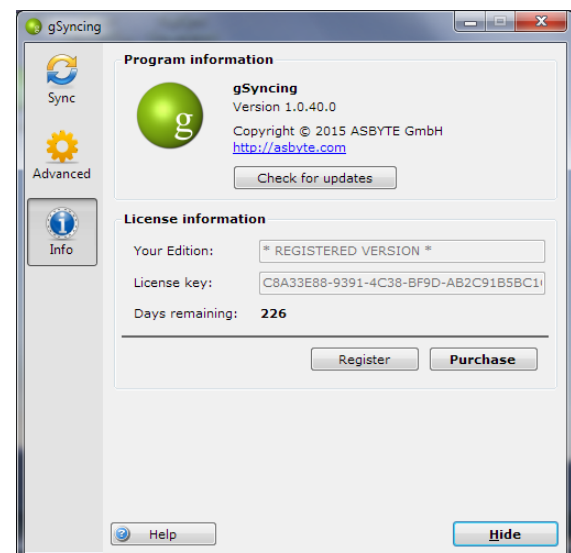 gSyncing
Sync
Advanced
Info
Program information
g
gSyncing
Version 1.0.40.0
Copyright © 2015 ASBYTE GmbH
http://asbyte.com
Check for updates
License information
Your Edition: * REGISTERED VERSION *
License key: C8A33E88-9391-4C38-BF9D-AB2C91B5BC1
Days remaining: 226
Register Purchase
Help Hide